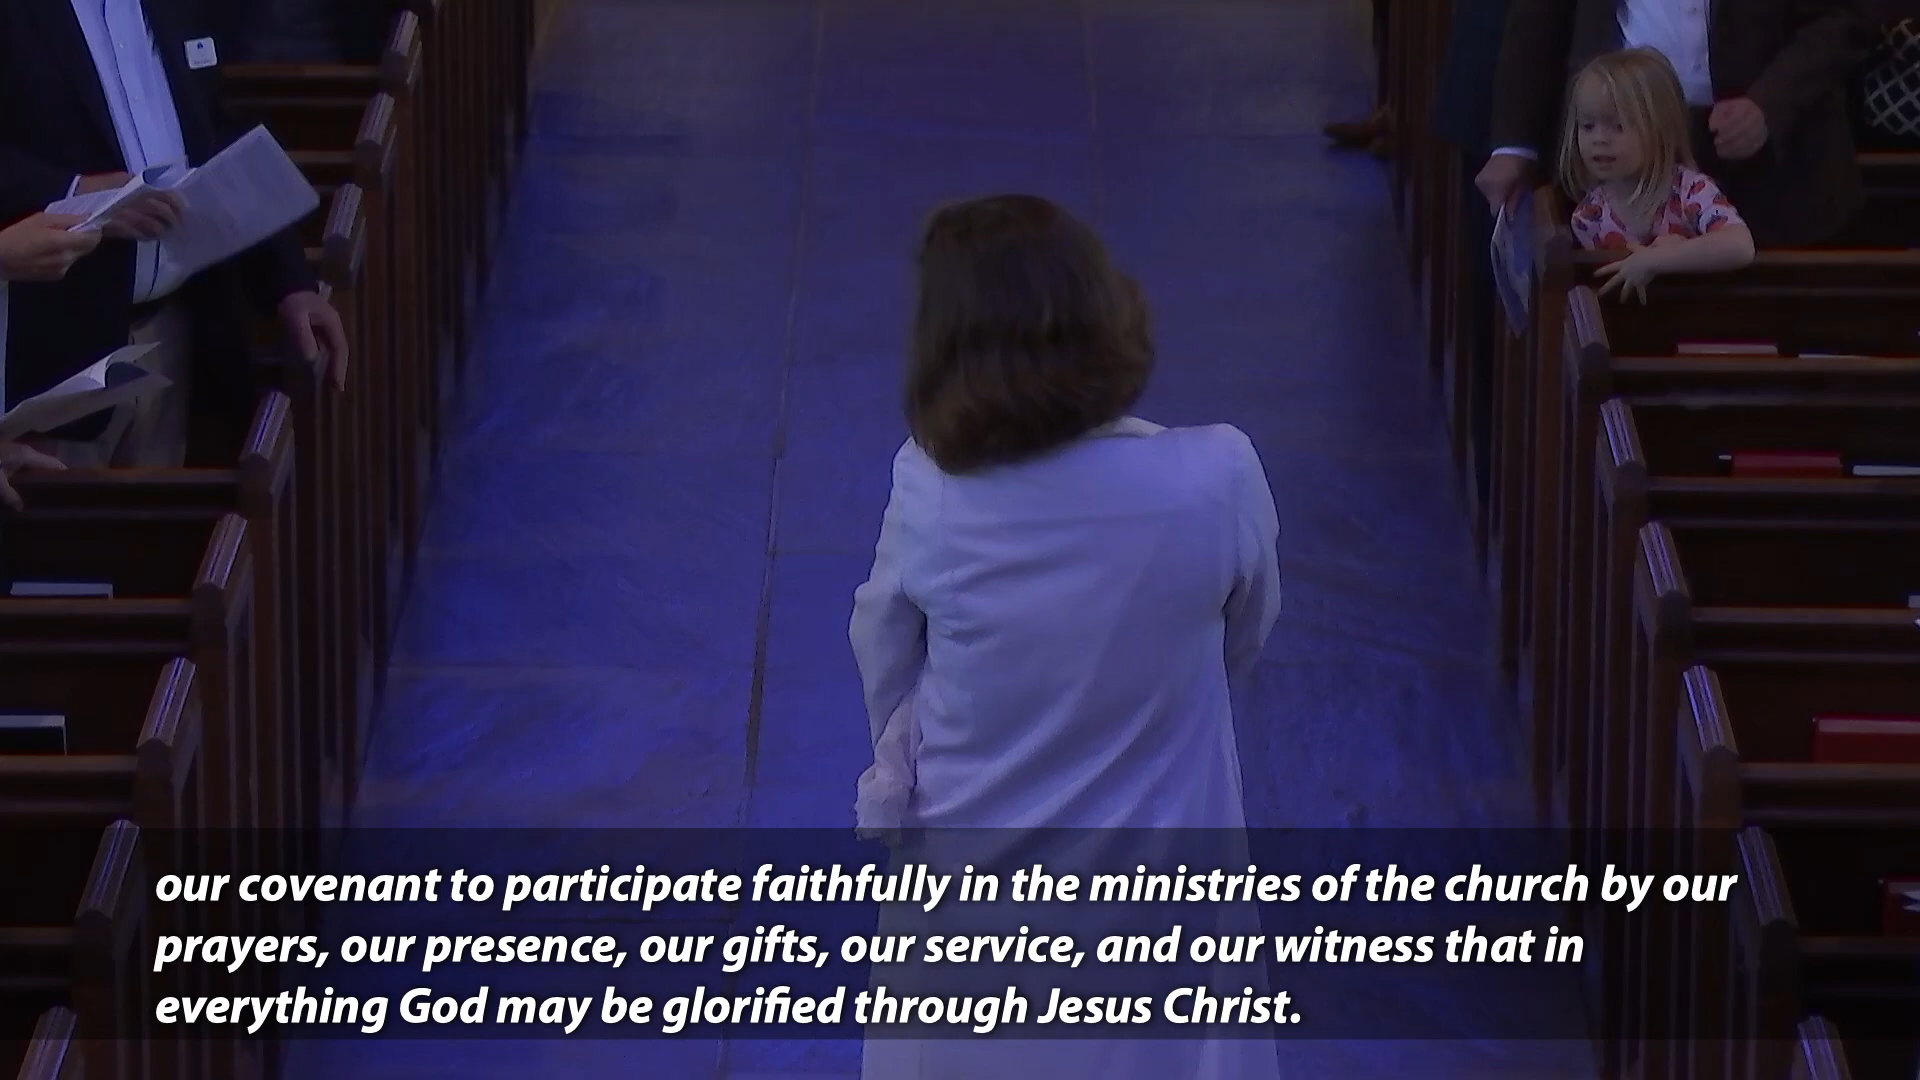 our covenant to participate faithfully in the ministries of the church by our
prayers, our presence, our gifts, our service, and our witness that in
everything God may be glorified through Jesus Christ.